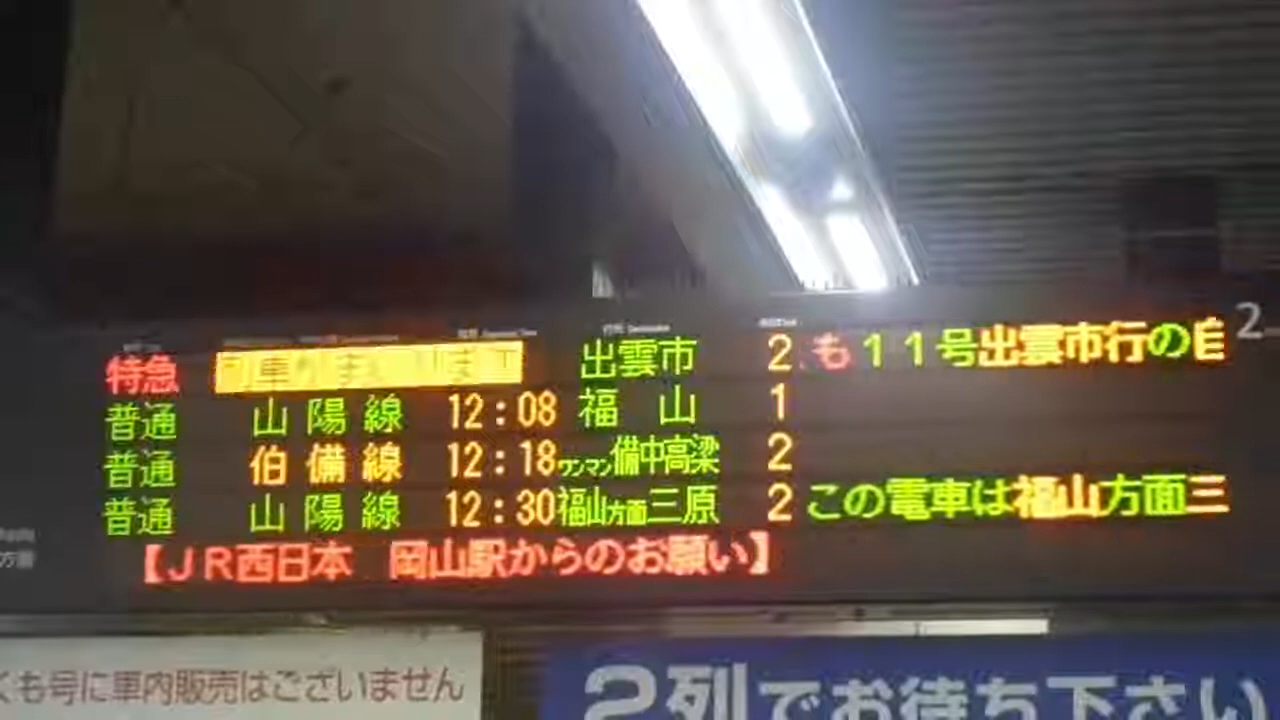 特急 出雲市 2 も11号出雲市行の自
普通 山陽線 12:08 福山 1
普通 伯備線 12:18 ワンマン備中高梁 2
普通 山陽線 12:30 福山方面三原 2 この電車は福山方面三
【JR西日本 岡山駅からのお願い】
2
方面
くも号に車内販売はございません
2列でお待ち下さい